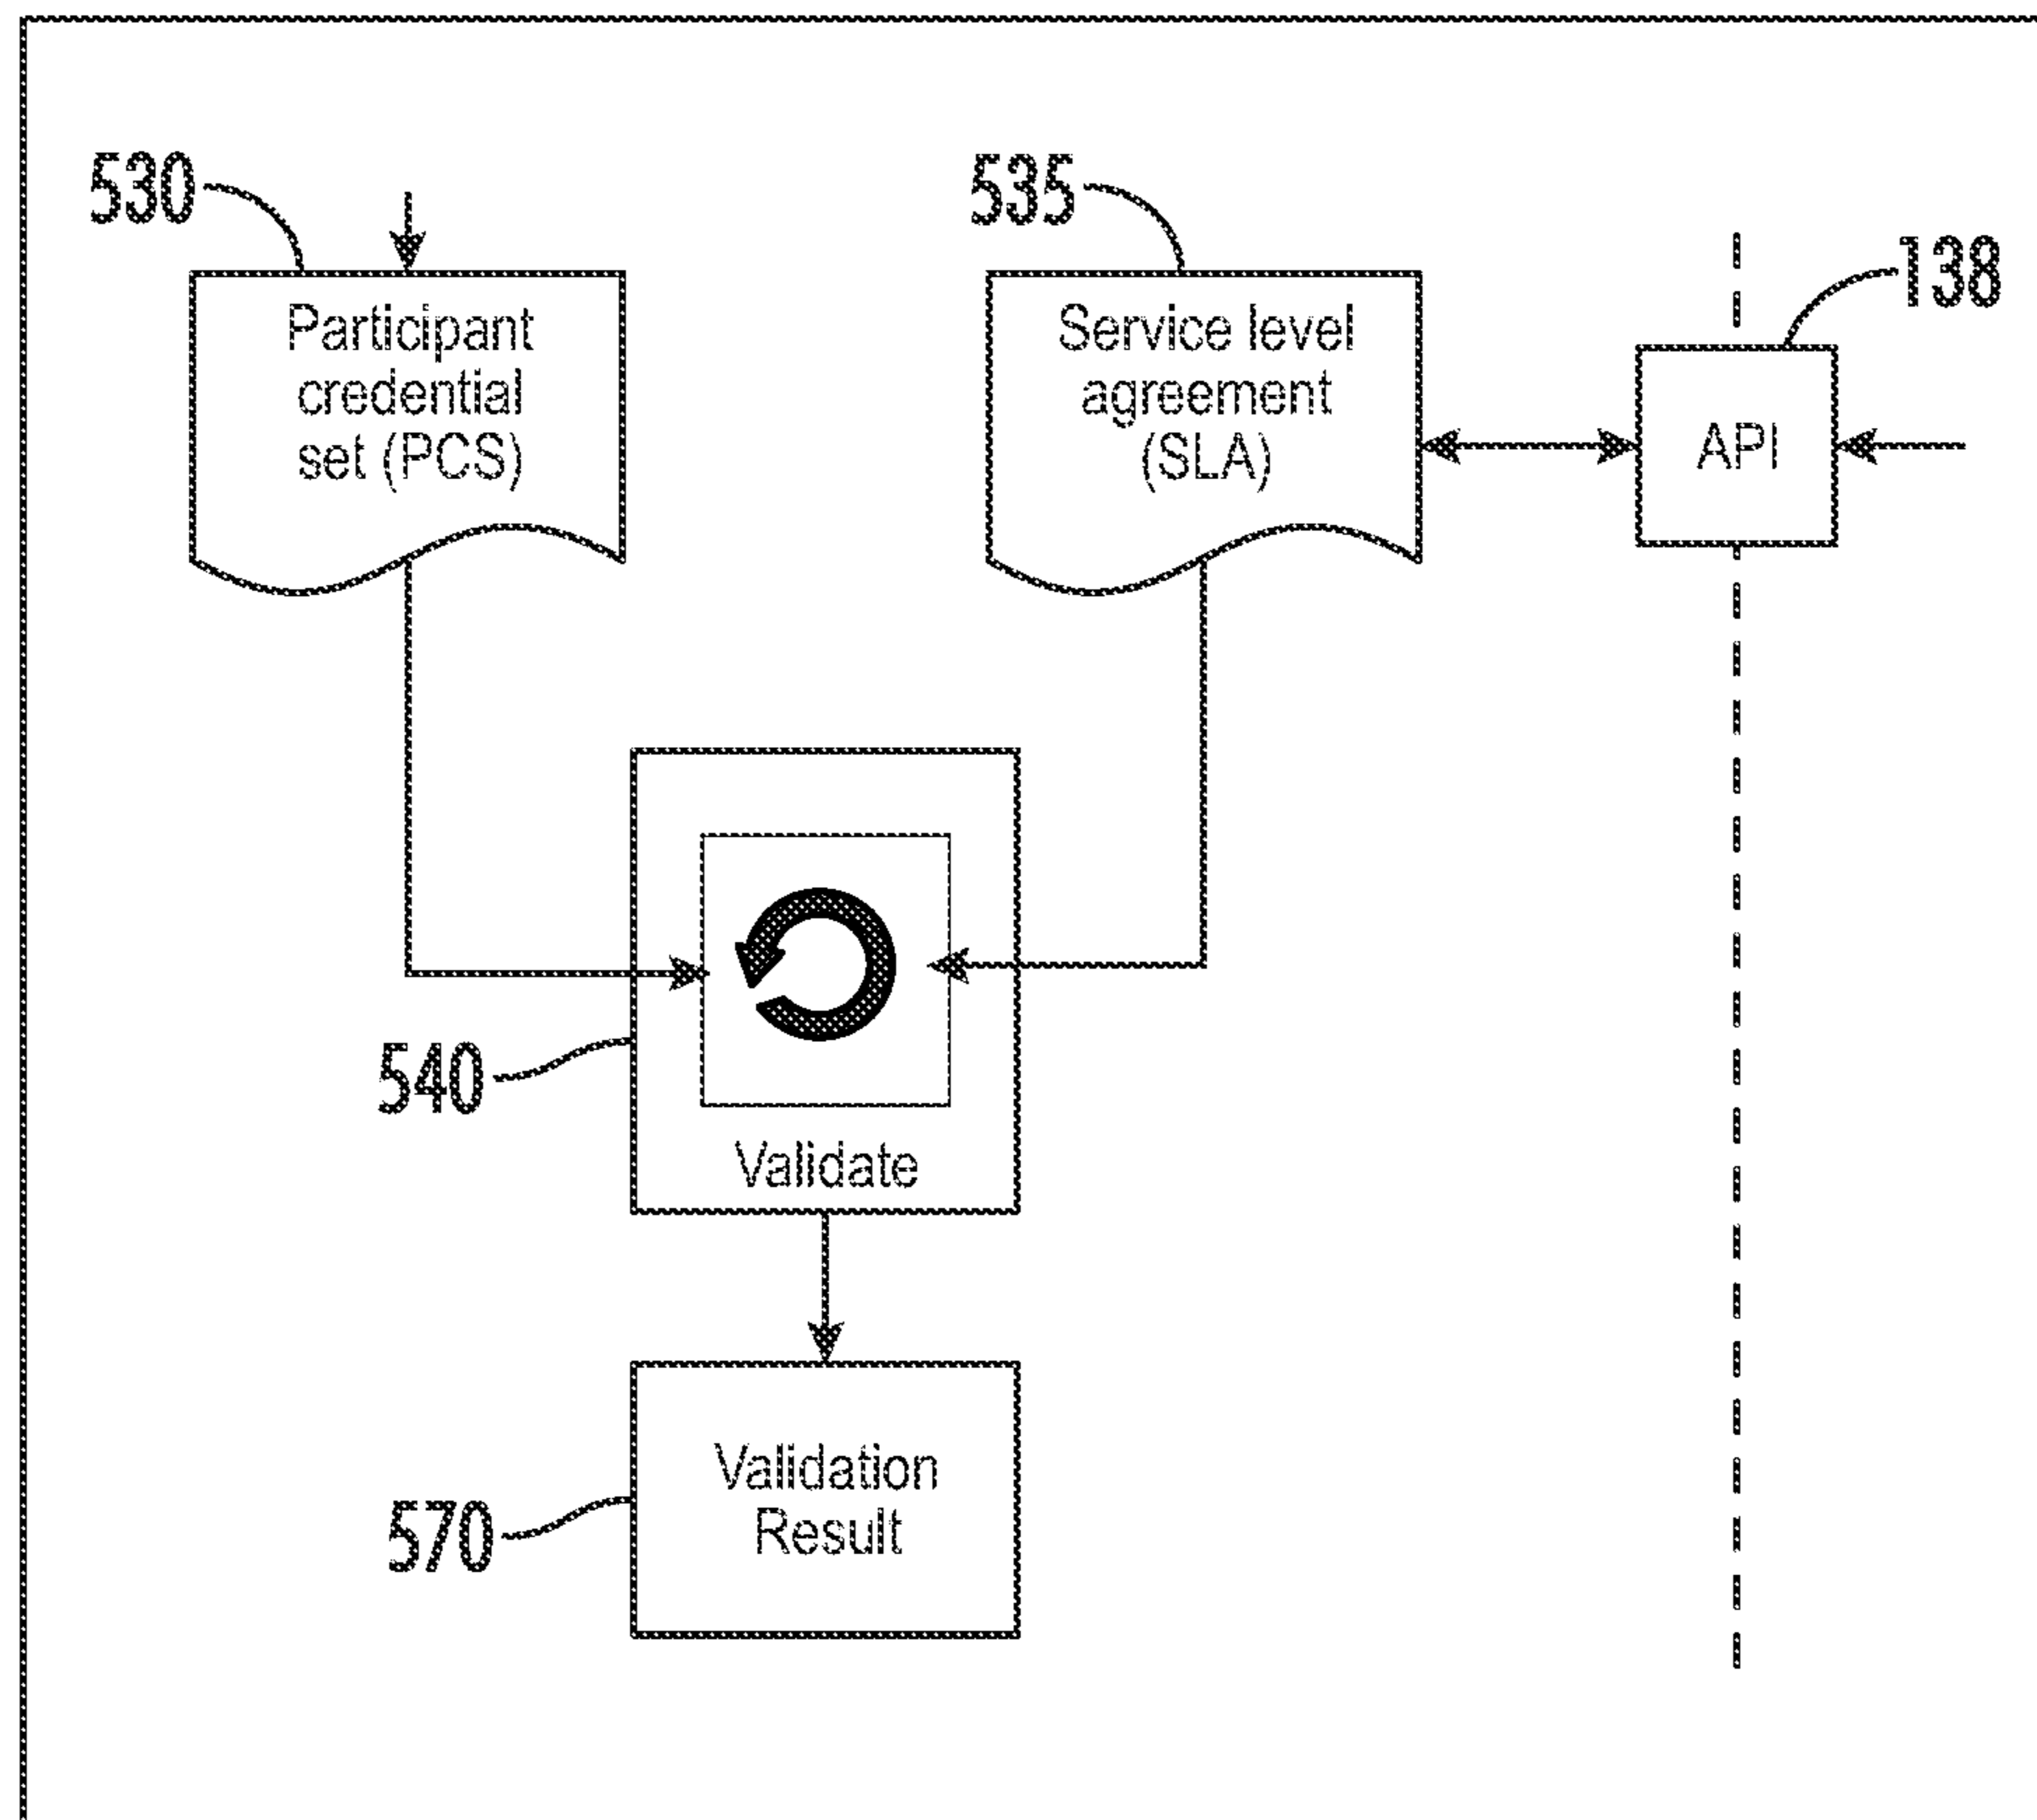 530
535
138
Participant
credential
set (PCS)
Service level
agreement
(SLA)
API
540
Validate
570
Validation
Result